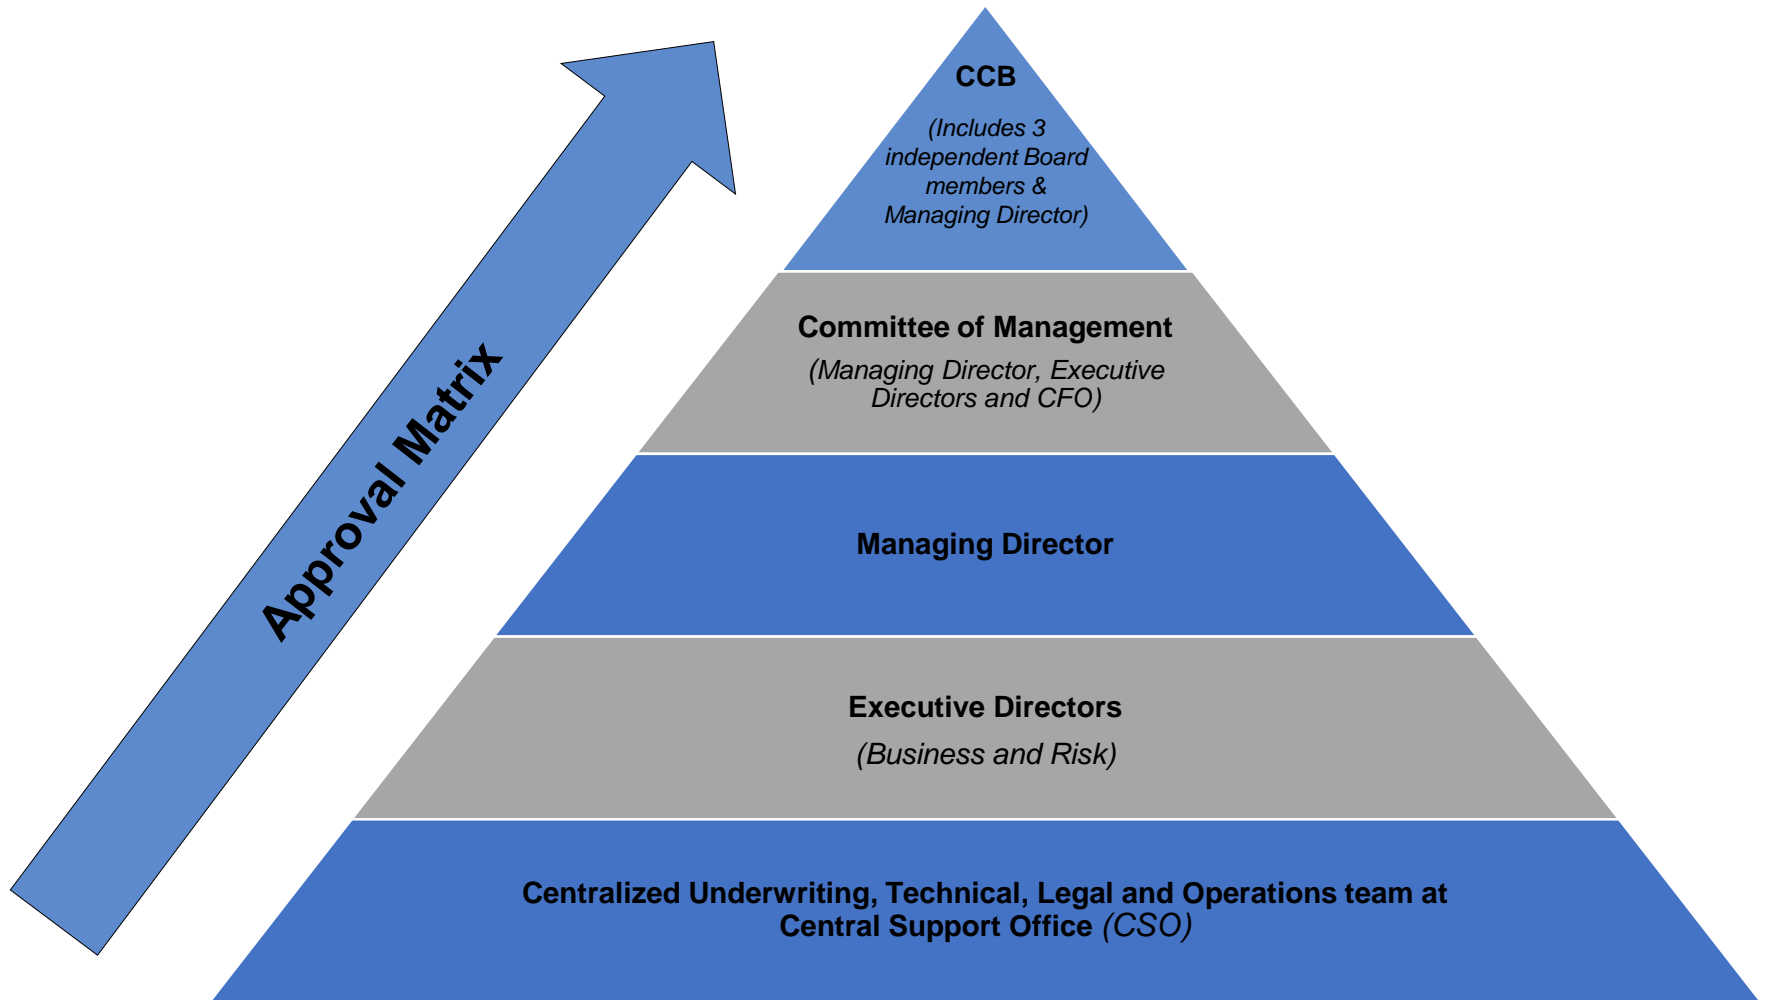 CCB
(Includes 3
independent Board
members &
Managing Director)
Committee of Management
(Managing Director, Executive
Directors and CFO)
Managing Director
Executive Directors
(Business and Risk)
Centralized Underwriting, Technical, Legal and Operations team at
Central Support Office (CSO)
Approval Matrix